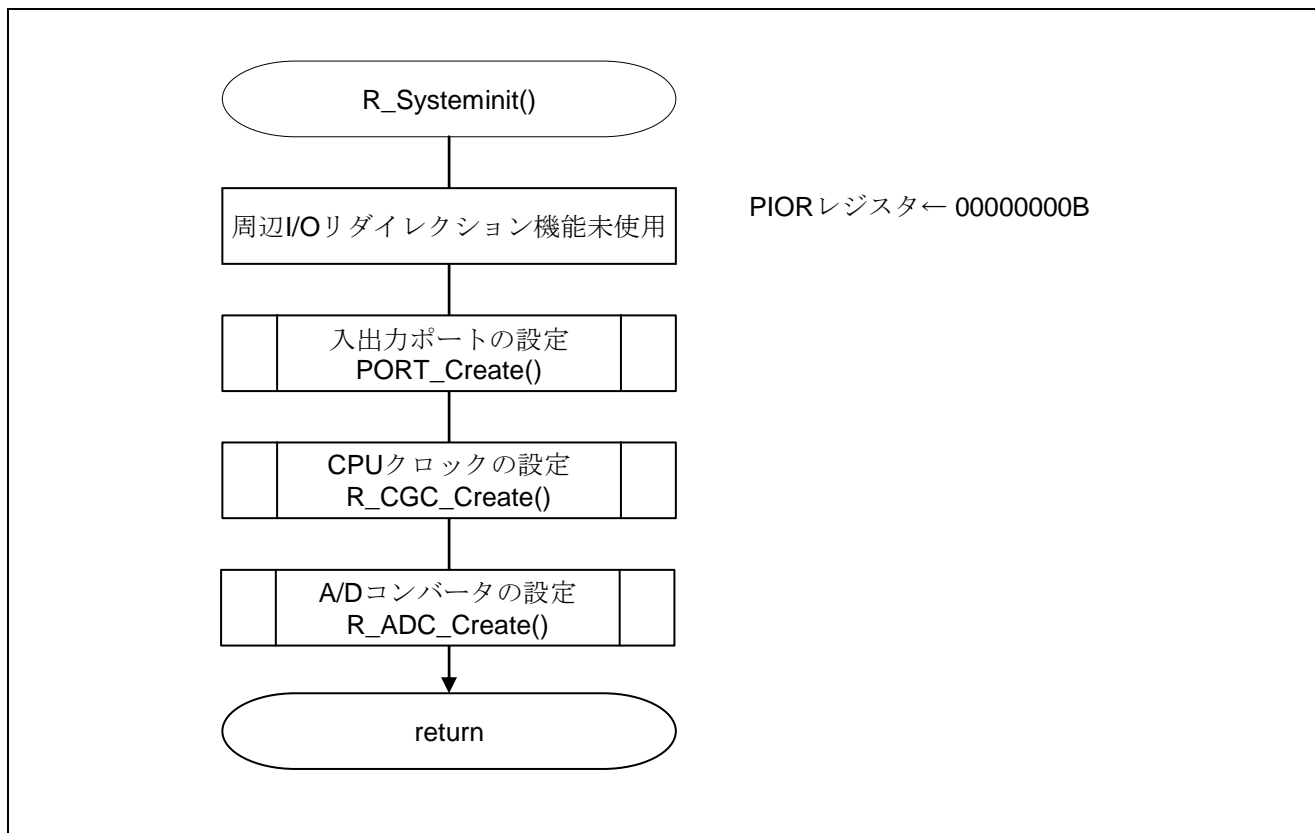 R_Systeminit()
周辺I/Oリダイレクション機能未使用
PIORレジスタ← 00000000B
入出力ポートの設定
PORT_Create()
CPUクロックの設定
R_CGC_Create()
A/Dコンバータの設定
R_ADC_Create()
return